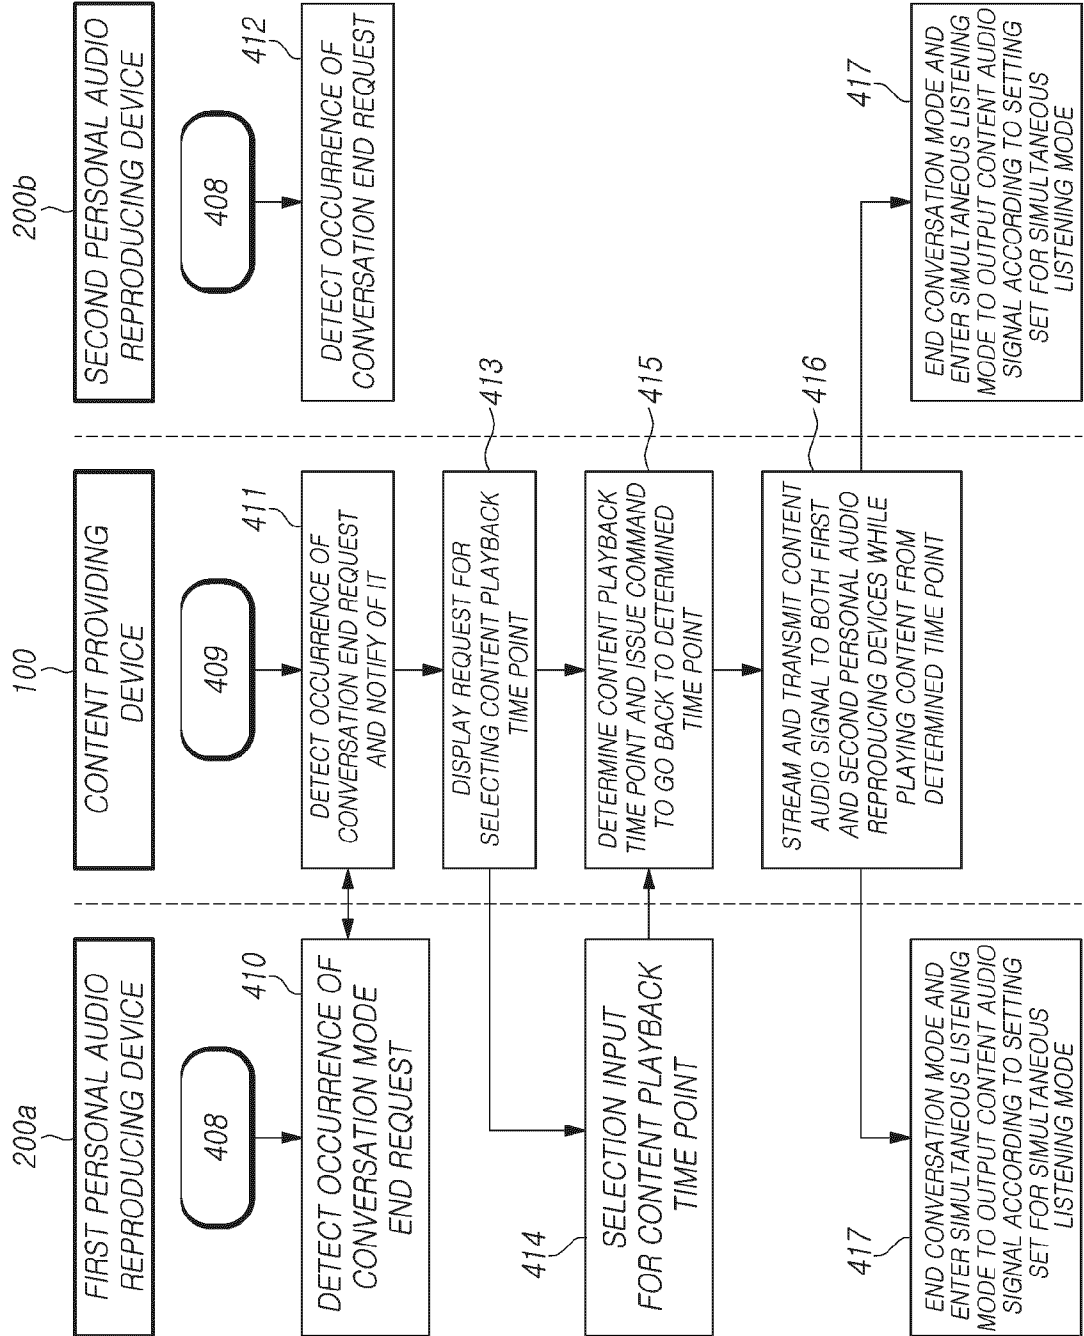 200a
FIRST PERSONAL AUDIO
REPRODUCING DEVICE
100
CONTENT PROVIDING
DEVICE
200b
SECOND PERSONAL AUDIO
REPRODUCING DEVICE
408
409
408
410
DETECT OCCURRENCE OF
CONVERSATION MODE
END REQUEST
411
DETECT OCCURRENCE OF
CONVERSATION END REQUEST
AND NOTIFY OF IT
412
DETECT OCCURRENCE OF
CONVERSATION END REQUEST
413
DISPLAY REQUEST FOR
SELECTING CONTENT PLAYBACK
TIME POINT
414
SELECTION INPUT
FOR CONTENT PLAYBACK
TIME POINT
415
DETERMINE CONTENT PLAYBACK
TIME POINT AND ISSUE COMMAND
TO GO BACK TO DETERMINED
TIME POINT
416
STREAM AND TRANSMIT CONTENT
AUDIO SIGNAL TO BOTH FIRST
AND SECOND PERSONAL AUDIO
REPRODUCING DEVICES WHILE
PLAYING CONTENT FROM
DETERMINED TIME POINT
417
END CONVERSATION MODE AND
ENTER SIMULTANEOUS LISTENING
MODE TO OUTPUT CONTENT AUDIO
SIGNAL ACCORDING TO SETTING
SET FOR SIMULTANEOUS
LISTENING MODE
417
END CONVERSATION MODE AND
ENTER SIMULTANEOUS LISTENING
MODE TO OUTPUT CONTENT AUDIO
SIGNAL ACCORDING TO SETTING
SET FOR SIMULTANEOUS
LISTENING MODE